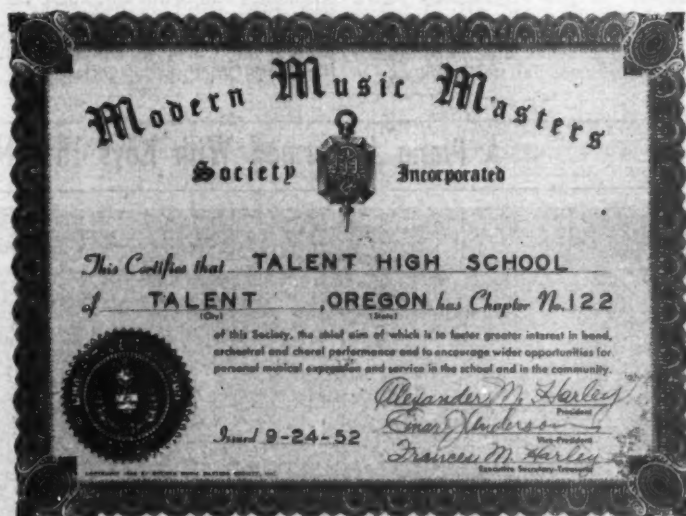 Modern Music Masters
Society Incorporated
This Certifies that TALENT HIGH SCHOOL
of TALENT, OREGON has Chapter No. 122
(City) (State)
of this Society, the chief aim of which is to foster greater interest in band,
orchestral and choral performance and to encourage wider opportunities for
personal musical expression and service in the school and in the community.
Alexander M. Harley
President
Einar J. Anderson
Vice-President
Issued 9-24-52
Frances M. Harley
Executive Secretary-Treasurer